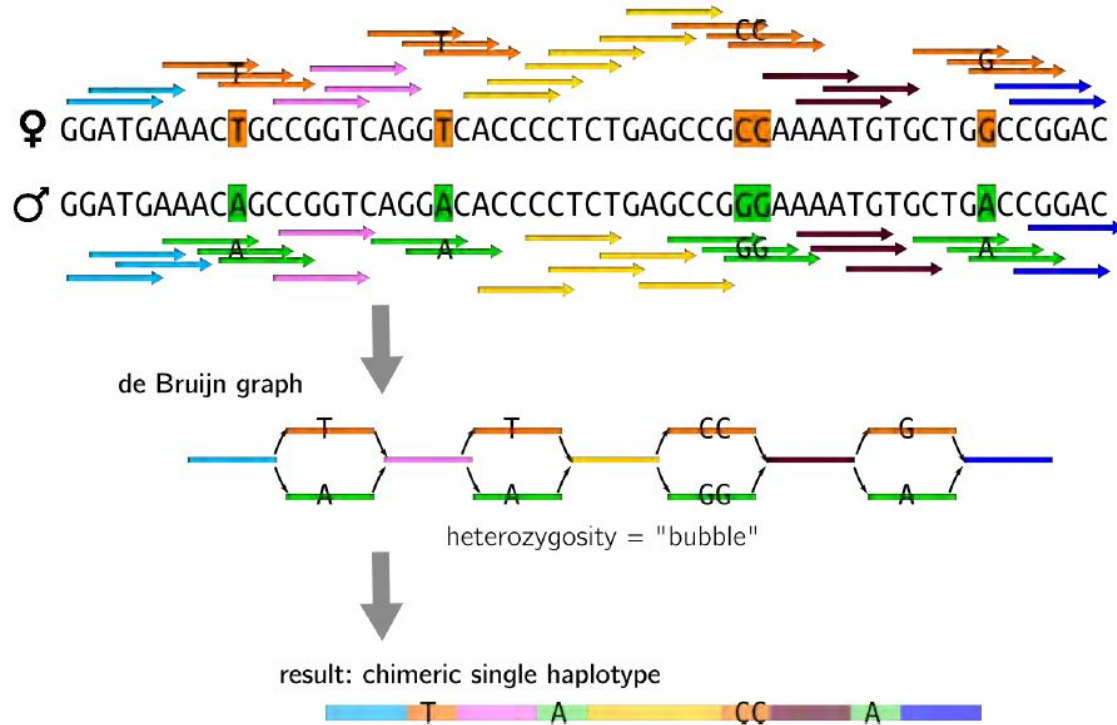 CC
T
T
G
♀ GGATGAAACTGCCGGTCAGGTCACCCCTCTGAGCCGCCAAAATGTGCTGGCCGGAC
♂ GGATGAAACAGCCGGTCAGGACACCCCTCTGAGCCGGGAAAATGTGCTGACCGGAC
A A GG A
de Bruijn graph
T T CC G
A A GG A
heterozygosity = "bubble"
result: chimeric single haplotype
T A CC A